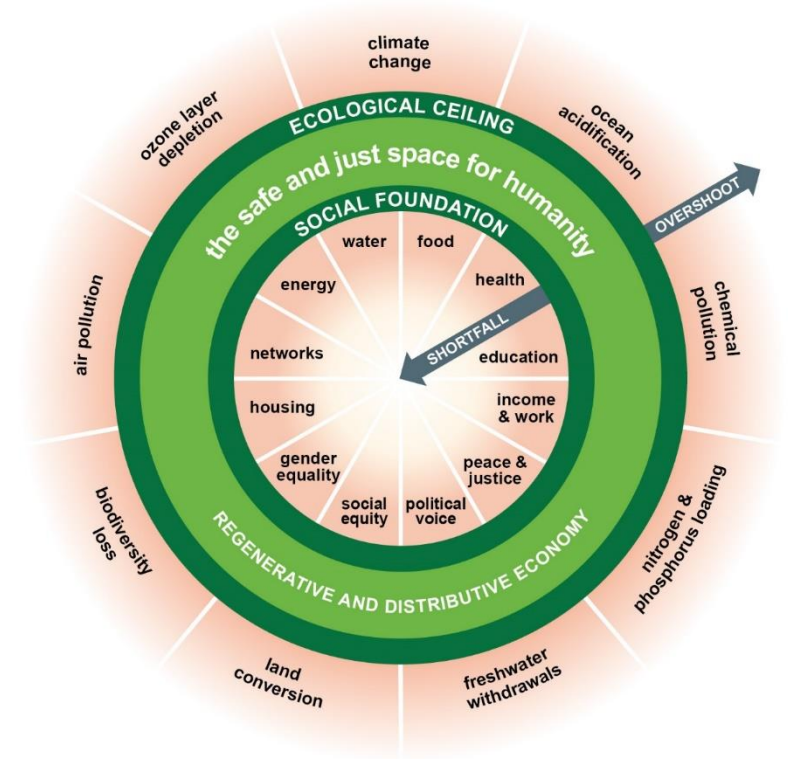 climate
change
ocean
acidification
chemical
pollution
nitrogen &
phosphorus loading
freshwater
withdrawals
land
conversion
biodiversity
loss
air pollution
ozone layer
depletion
OVERSHOOT
ECOLOGICAL CEILING
the safe and just space for humanity
SOCIAL FOUNDATION
water
food
health
SHORTFALL
education
income
& work
peace &
justice
political
voice
social
equity
gender
equality
housing
networks
energy
REGENERATIVE AND DISTRIBUTIVE ECONOMY